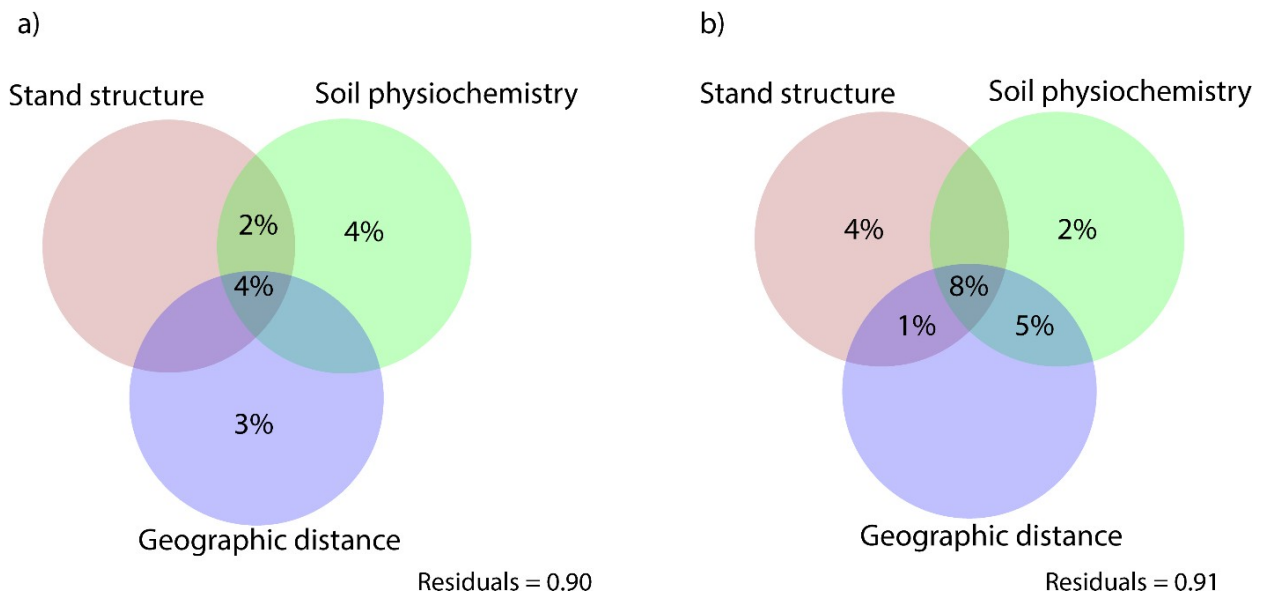 a)
Stand structure
Soil physiochemistry
2%
4%
4%
3%
Geographic distance
Residuals = 0.90
b)
Stand structure
Soil physiochemistry
4%
2%
8%
1%
5%
Geographic distance
Residuals = 0.91